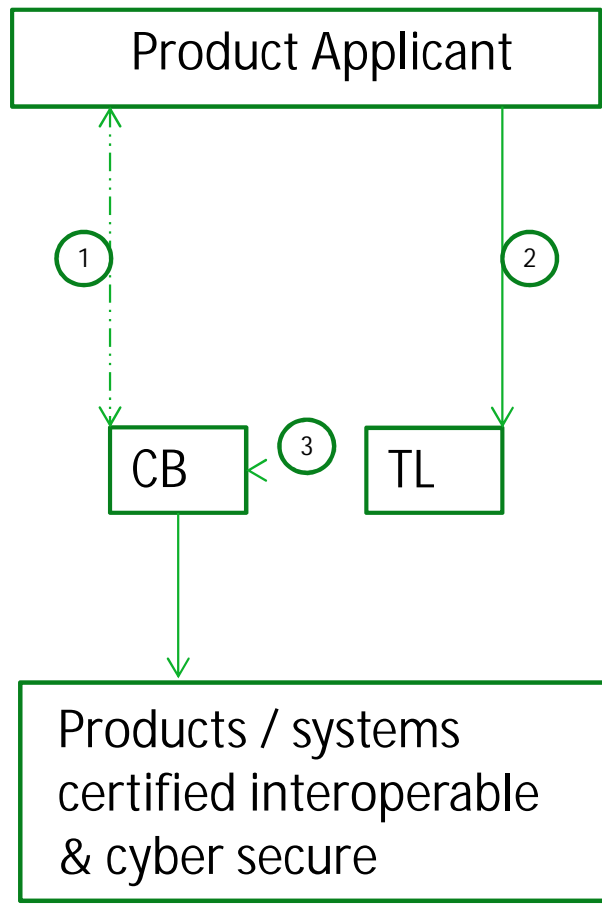 Product Applicant
1
2
3
CB
TL
Products / systems
certified interoperable
& cyber secure